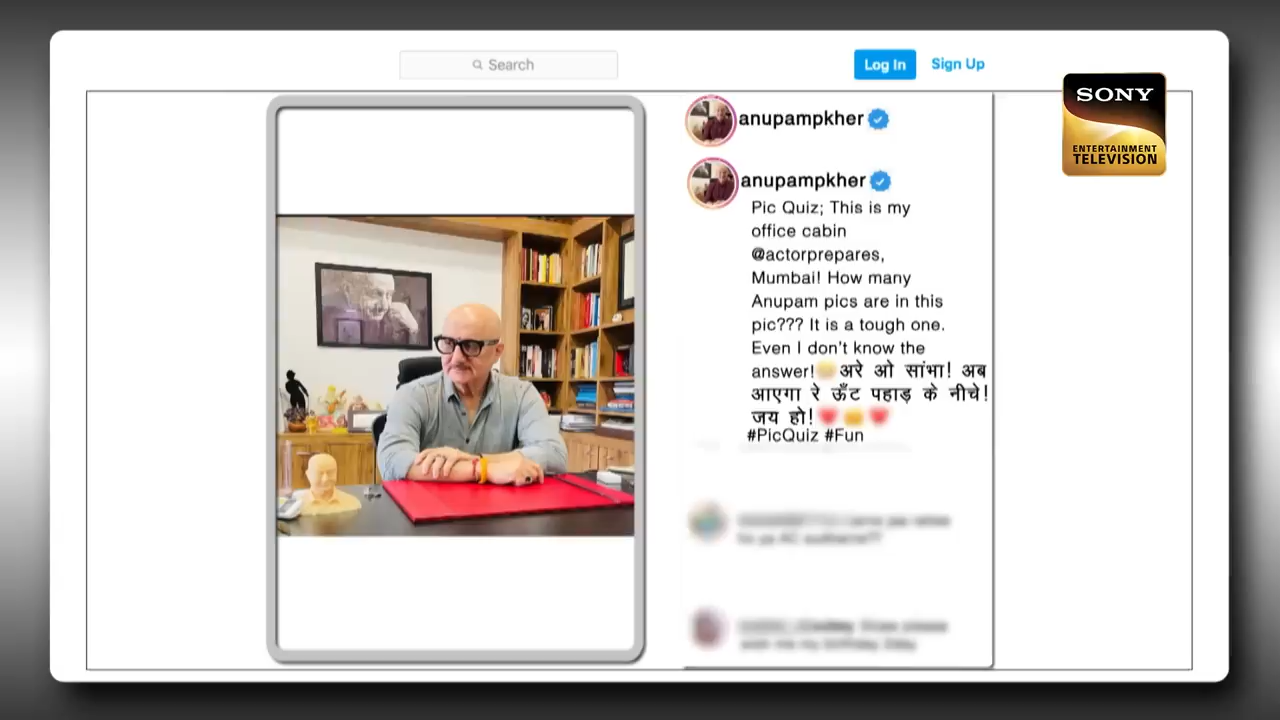 Search
Log In
Sign Up
SONY
ENTERTAINMENT
TELEVISION
anupampkher
anupampkher
Pic Quiz; This is my
office cabin
@actorprepares,
Mumbai! How many
Anupam pics are in this
pic??? It is a tough one.
Even I don't know the
answer! अरे ओ सांभा! अब
आएगा रे ऊँट पहाड़ के नीचे!
जय हो!
#PicQuiz #Fun